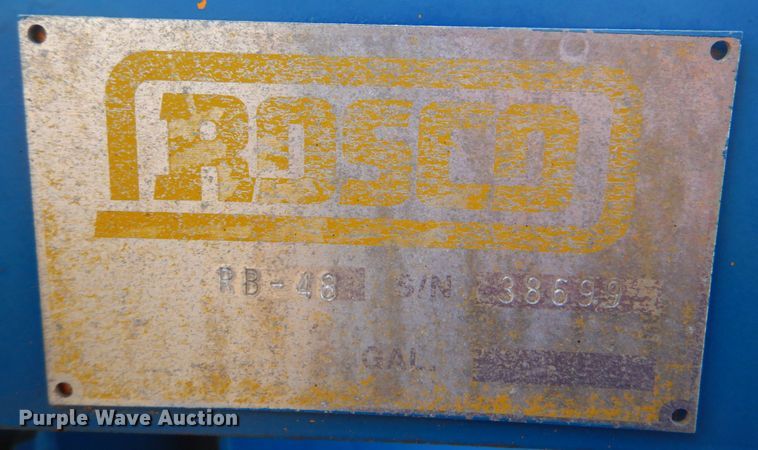 ROSCO
RB-48 S/N 38699
GAL.
Purple Wave Auction